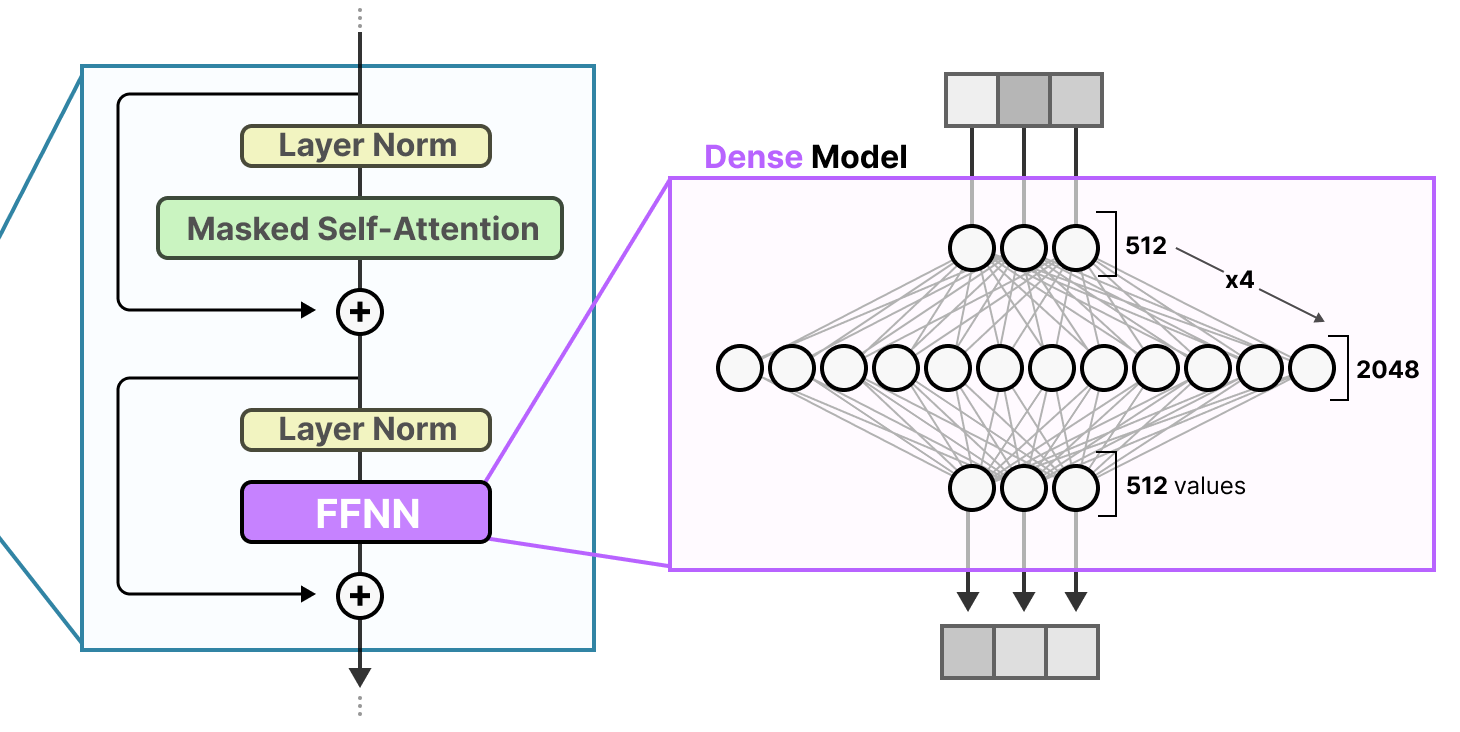 Layer Norm
Masked Self-Attention
+
Layer Norm
FFNN
+
Dense Model
512
x4
2048
512 values